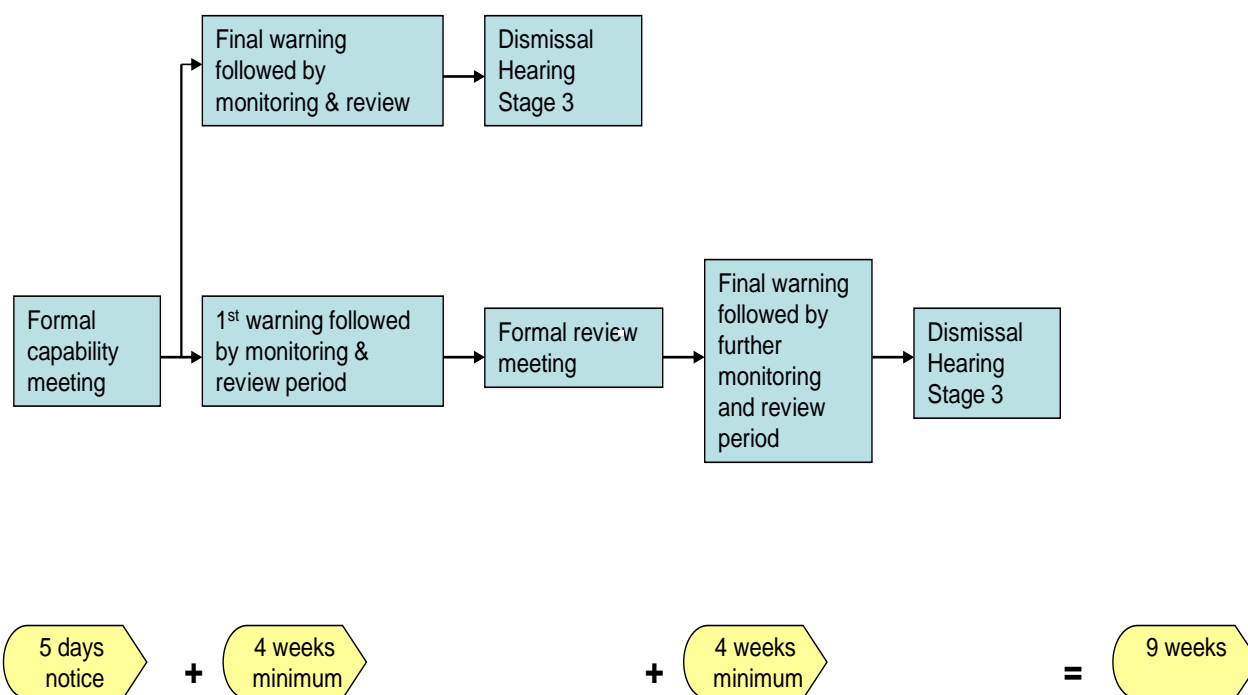 Final warning
followed by
monitoring & review
Dismissal
Hearing
Stage 3
Formal
capability
meeting
1st warning followed
by monitoring &
review period
Formal review
meeting
Final warning
followed by
further
monitoring
and review
period
Dismissal
Hearing
Stage 3
5 days
notice
+
4 weeks
minimum
+
4 weeks
minimum
=
9 weeks